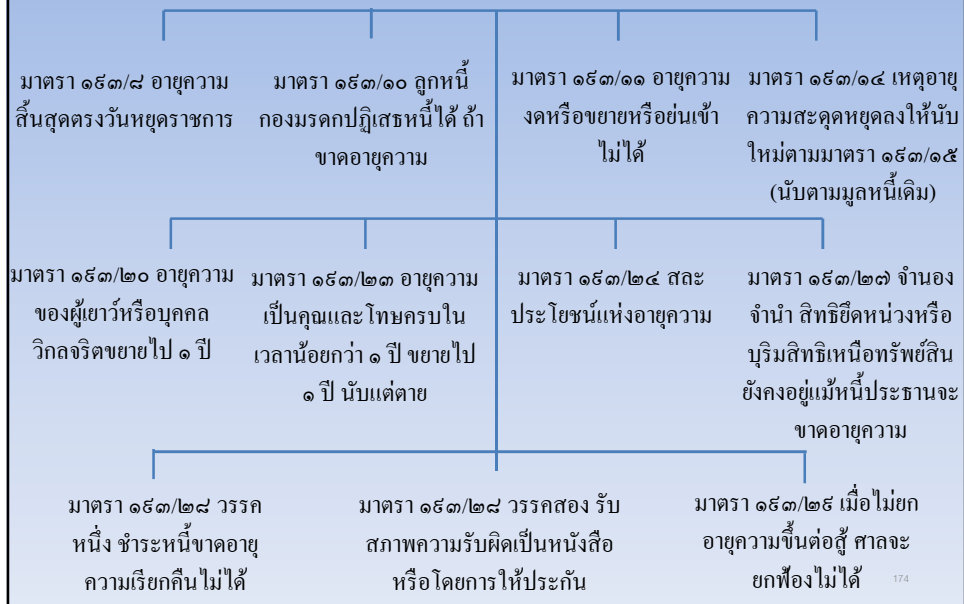 มาตรา ๑๙๓/๘ อายุความ
สิ้นสุดตรงวันหยุดราชการ
มาตรา ๑๙๓/๑๐ ลูกหนี้
กองมรดกปฏิเสธหนี้ได้ ถ้า
ขาดอายุความ
มาตรา ๑๙๓/๑๑ อายุความ
งดหรือขยายหรือย่นเข้า
ไม่ได้
มาตรา ๑๙๓/๑๔ เหตุอายุ
ความสะดุดหยุดลงให้นับ
ใหม่ตามมาตรา ๑๙๓/๑๕
(นับตามมูลหนี้เดิม)
มาตรา ๑๙๓/๒๐ อายุความ
ของผู้เยาว์หรือบุคคล
วิกลจริตขยายไป ๑ ปี
มาตรา ๑๙๓/๒๓ อายุความ
เป็นคุณและโทษครบใน
เวลาน้อยกว่า ๑ ปี ขยายไป
๑ ปี นับแต่ตาย
มาตรา ๑๙๓/๒๔ สละ
ประโยชน์แห่งอายุความ
มาตรา ๑๙๓/๒๗ จำนอง
จำนำ สิทธิยึดหน่วงหรือ
บุริมสิทธิเหนือทรัพย์สิน
ยังคงอยู่แม้หนี้ประธานจะ
ขาดอายุความ
มาตรา ๑๙๓/๒๘ วรรค
หนึ่ง ชำระหนี้ขาดอายุ
ความเรียกคืนไม่ได้
มาตรา ๑๙๓/๒๘ วรรคสอง รับ
สภาพความรับผิดเป็นหนังสือ
หรือโดยการให้ประกัน
มาตรา ๑๙๓/๒๙ เมื่อไม่ยก
อายุความขึ้นต่อสู้ ศาลจะ
ยกฟ้องไม่ได้
174